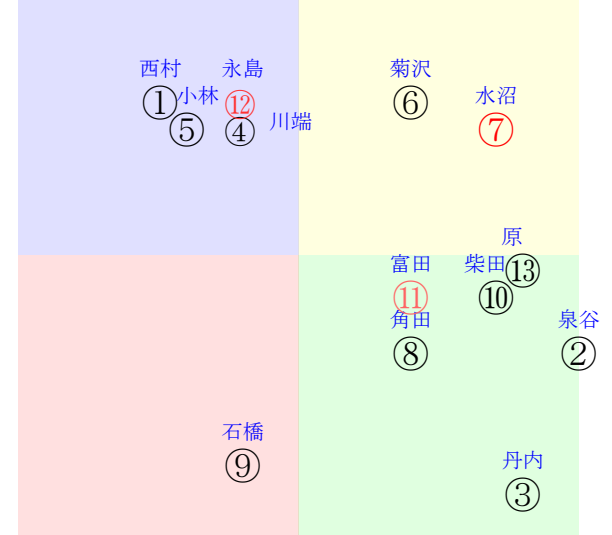 西村 永島 菊沢
① 小林 ⑫ ⑥ 水沼
⑤ ④ 川端 ⑦
原
富田 柴田 ⑬
⑪ ⑩
角田 泉谷
⑧ ②
石橋
⑨ 丹内
③